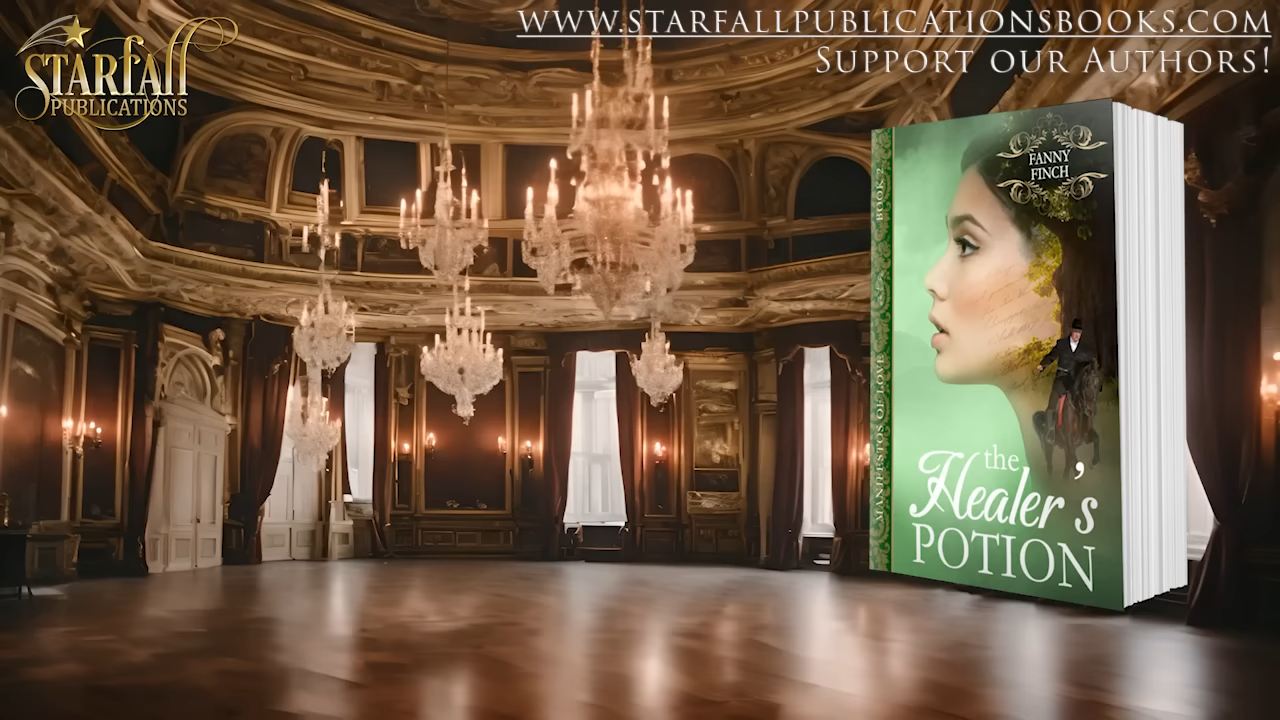 STARfall
PUBLICATIONS
WWW.STARFALLPUBLICATIONSBOOKS.COM
SUPPORT OUR AUTHORS!
FANNY
FINCH
BOOK 2
MANIFESTOS OF LOVE
the
Healer's
POTION